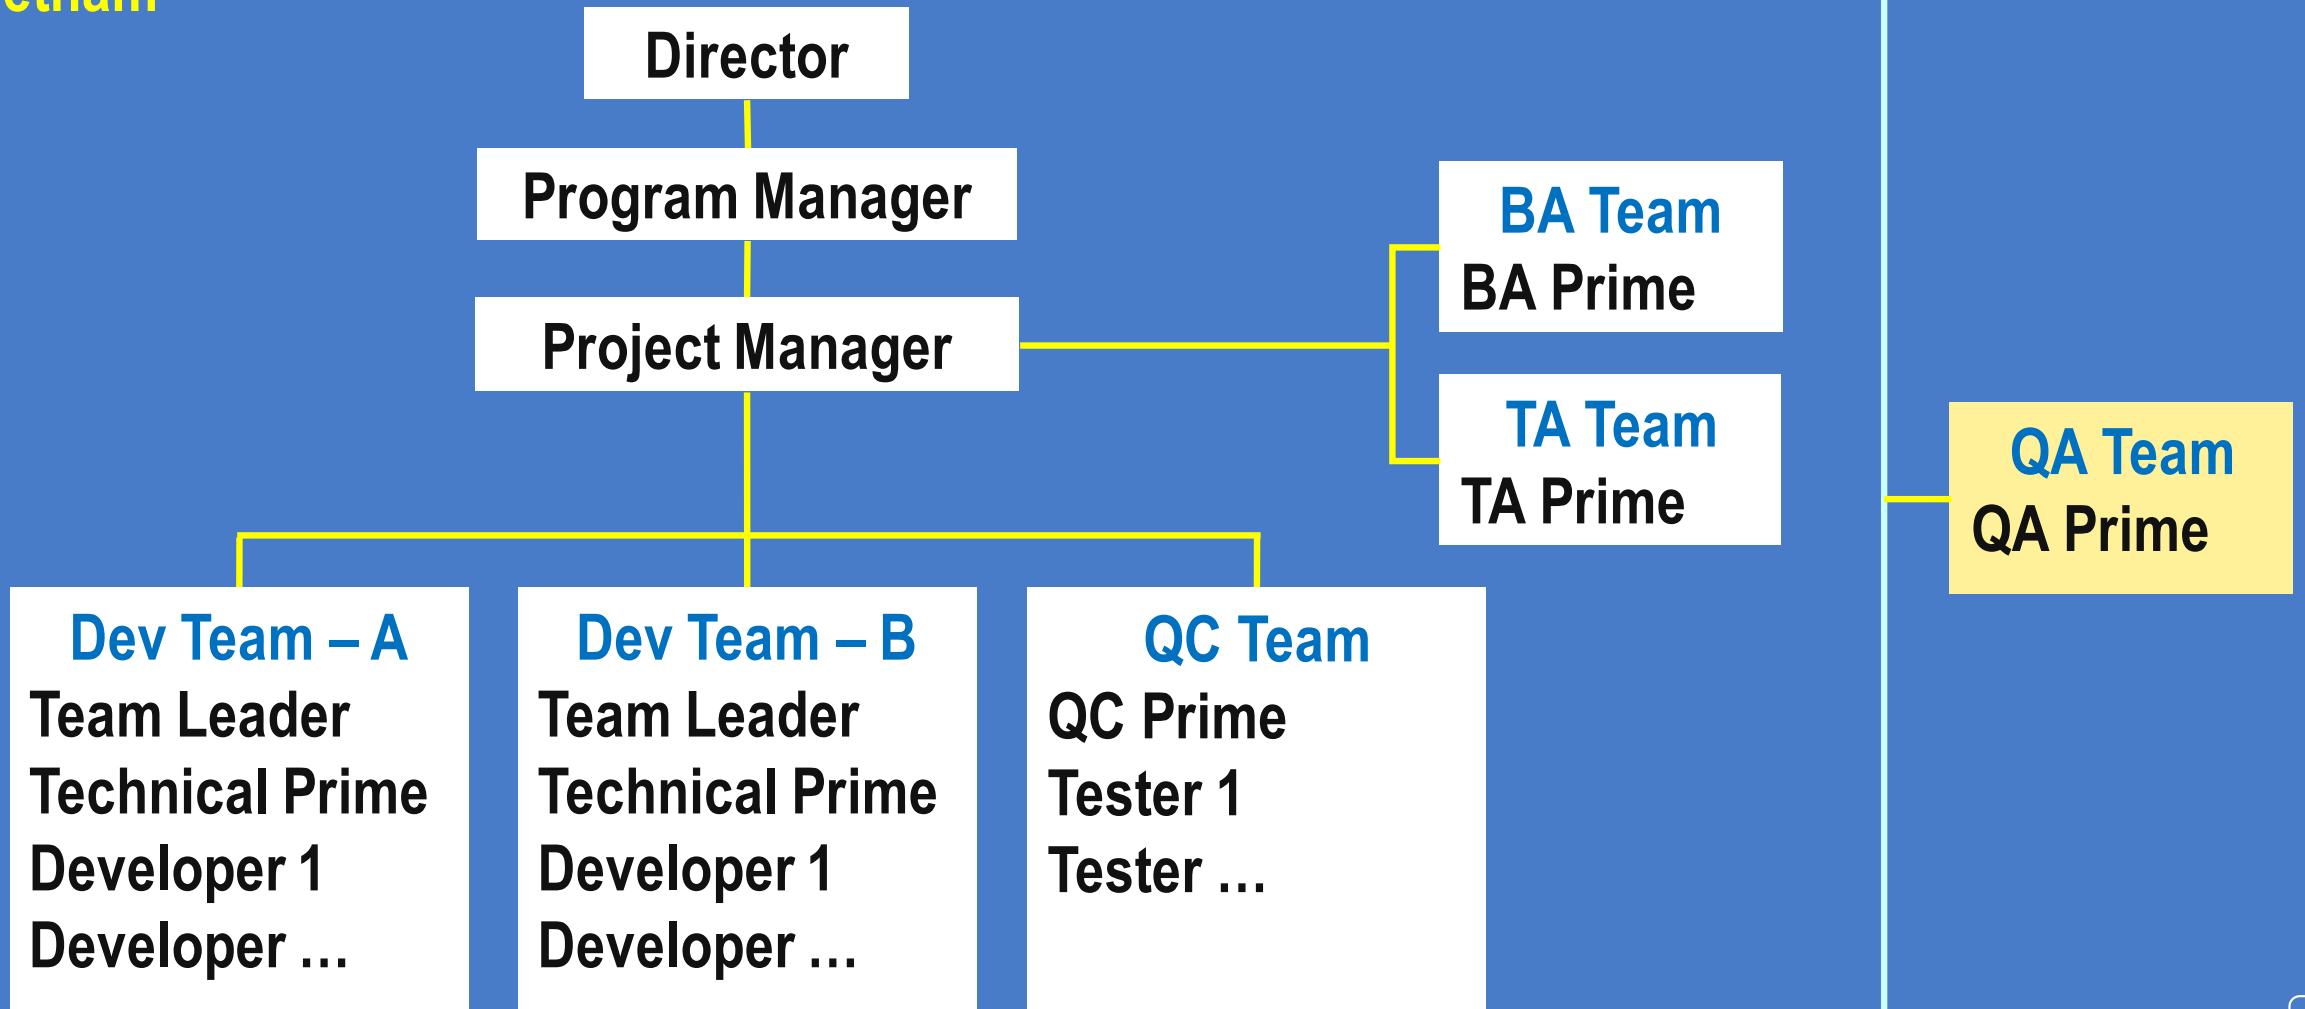 Director
Program Manager
Project Manager
BA Team
BA Prime
TA Team
TA Prime
QA Team
QA Prime
Dev Team – A
Team Leader
Technical Prime
Developer 1
Developer …
Dev Team – B
Team Leader
Technical Prime
Developer 1
Developer …
QC Team
QC Prime
Tester 1
Tester …